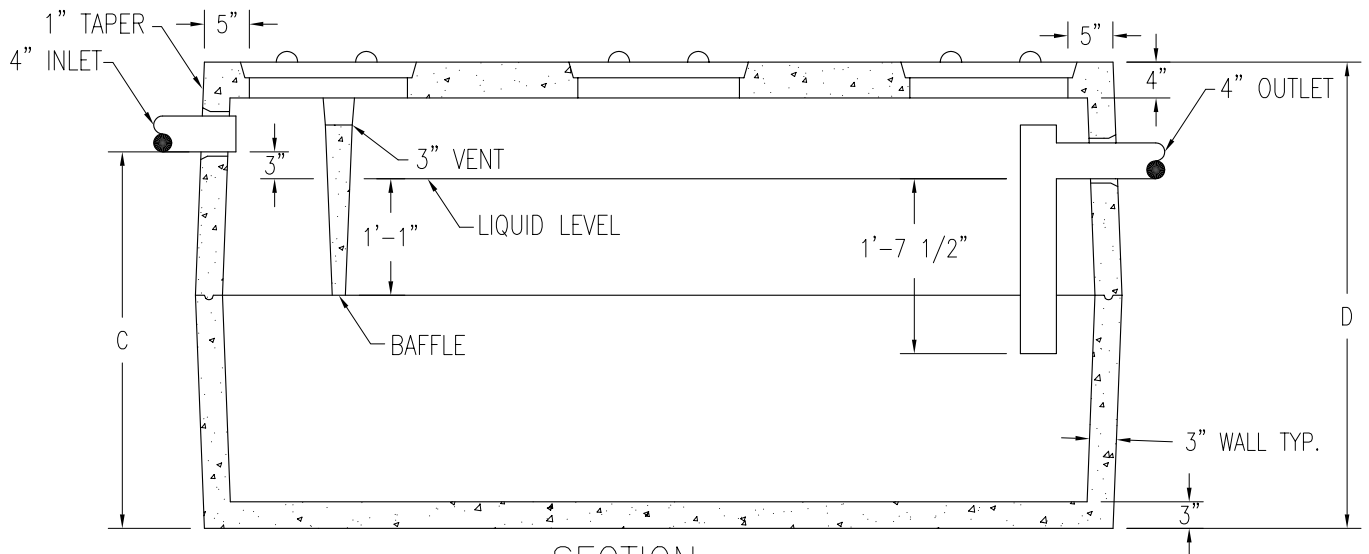 1” TAPER
5”
5”
4” INLET
4”
4” OUTLET
3” VENT
3”
LIQUID LEVEL
1’-1”
1’-7 1/2”
C
D
BAFFLE
3” WALL TYP.
3”
SECTION